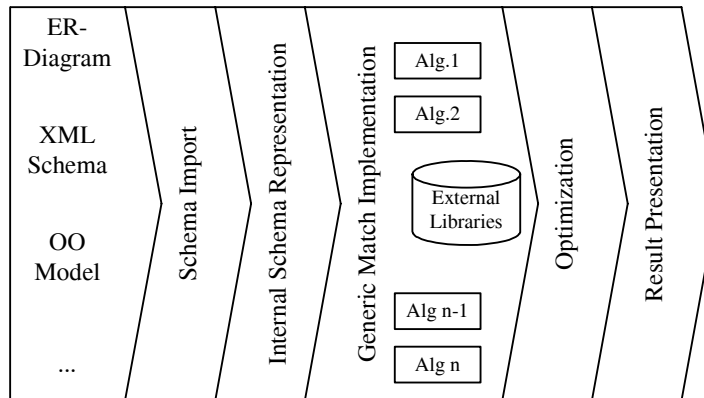 ER-
Diagram
XML
Schema
OO
Model
...
Schema Import
Internal Schema Representation
Generic Match Implementation
Alg.1
Alg.2
External
Libraries
Alg n-1
Alg n
Optimization
Result Presentation